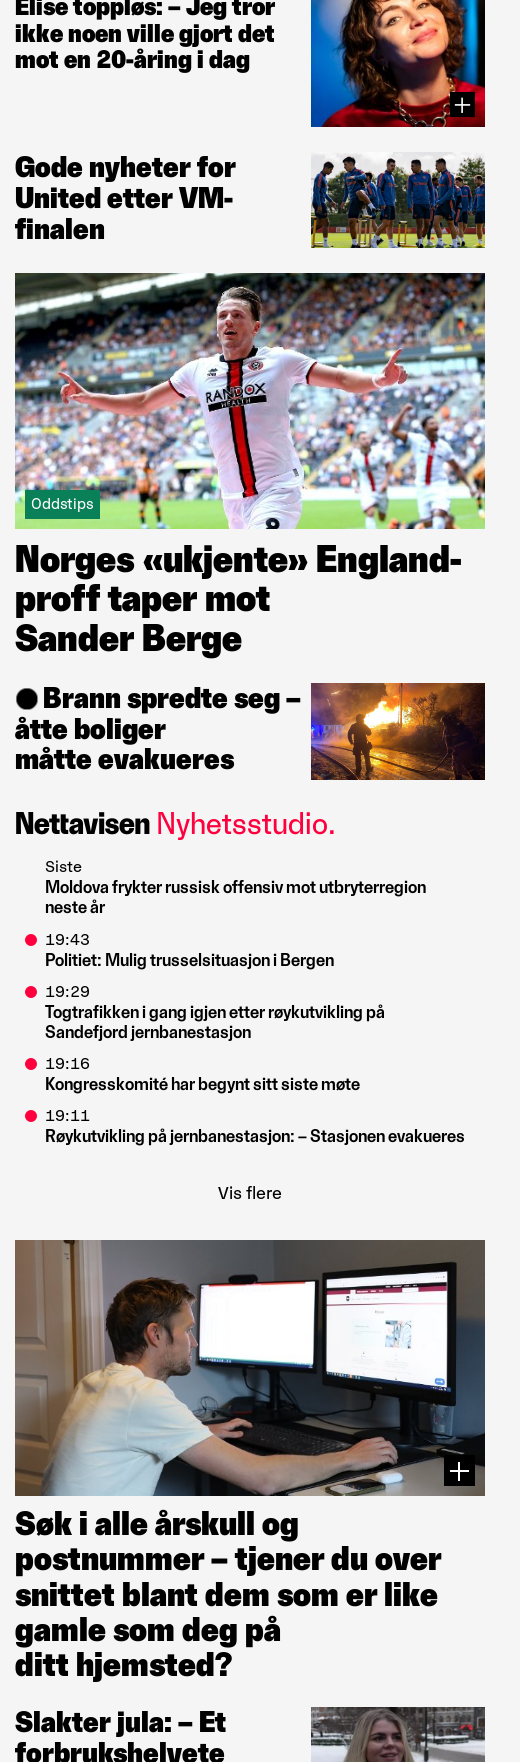 Elise toppløs: – Jeg tror
ikke noen ville gjort det
mot en 20-åring i dag
Gode nyheter for
United etter VM-
finalen
RANDOX
HEALTH
Oddstips
Norges «ukjente» England-
proff taper mot
Sander Berge
Brann spredte seg –
åtte boliger
måtte evakueres
Nettavisen Nyhetsstudio.
Siste
Moldova frykter russisk offensiv mot utbryterregion
neste år
19:43
Politiet: Mulig trusselsituasjon i Bergen
19:29
Togtrafikken i gang igjen etter røykutvikling på
Sandefjord jernbanestasjon
19:16
Kongresskomité har begynt sitt siste møte
19:11
Røykutvikling på jernbanestasjon: – Stasjonen evakueres
Vis flere
Søk i alle årskull og
postnummer – tjener du over
snittet blant dem som er like
gamle som deg på
ditt hjemsted?
Slakter jula: – Et
forbrukshelvete